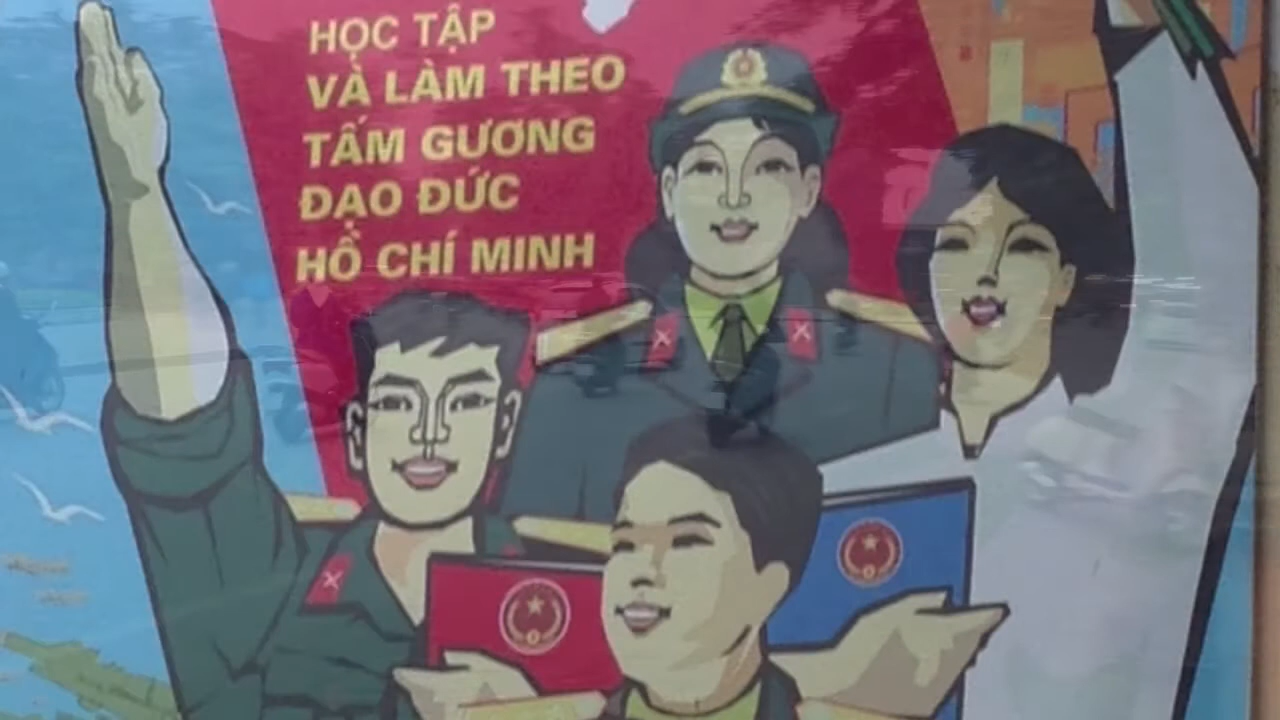 HỌC TẬP
VÀ LÀM THEO
TẤM GƯƠNG
ĐẠO ĐỨC
HỒ CHÍ MINH